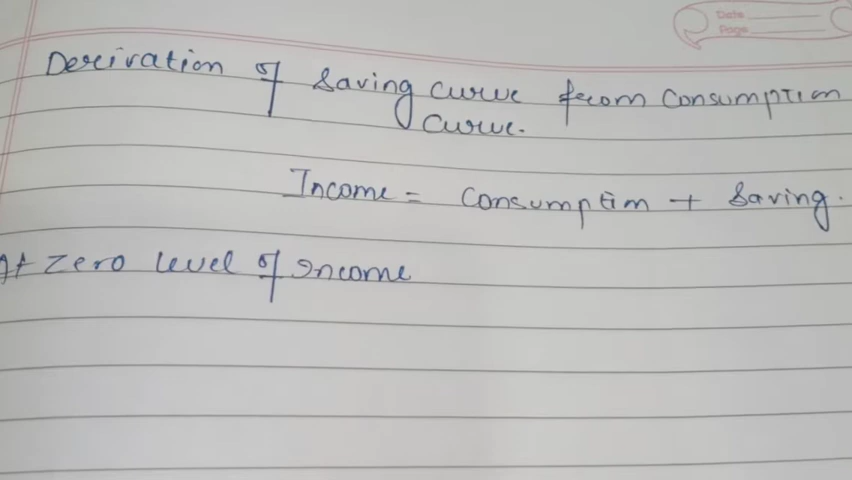 Date
Page
Derivation of Saving curve from Consumption
Curve.
Income = Consumption + Saving.
At Zero level of Income